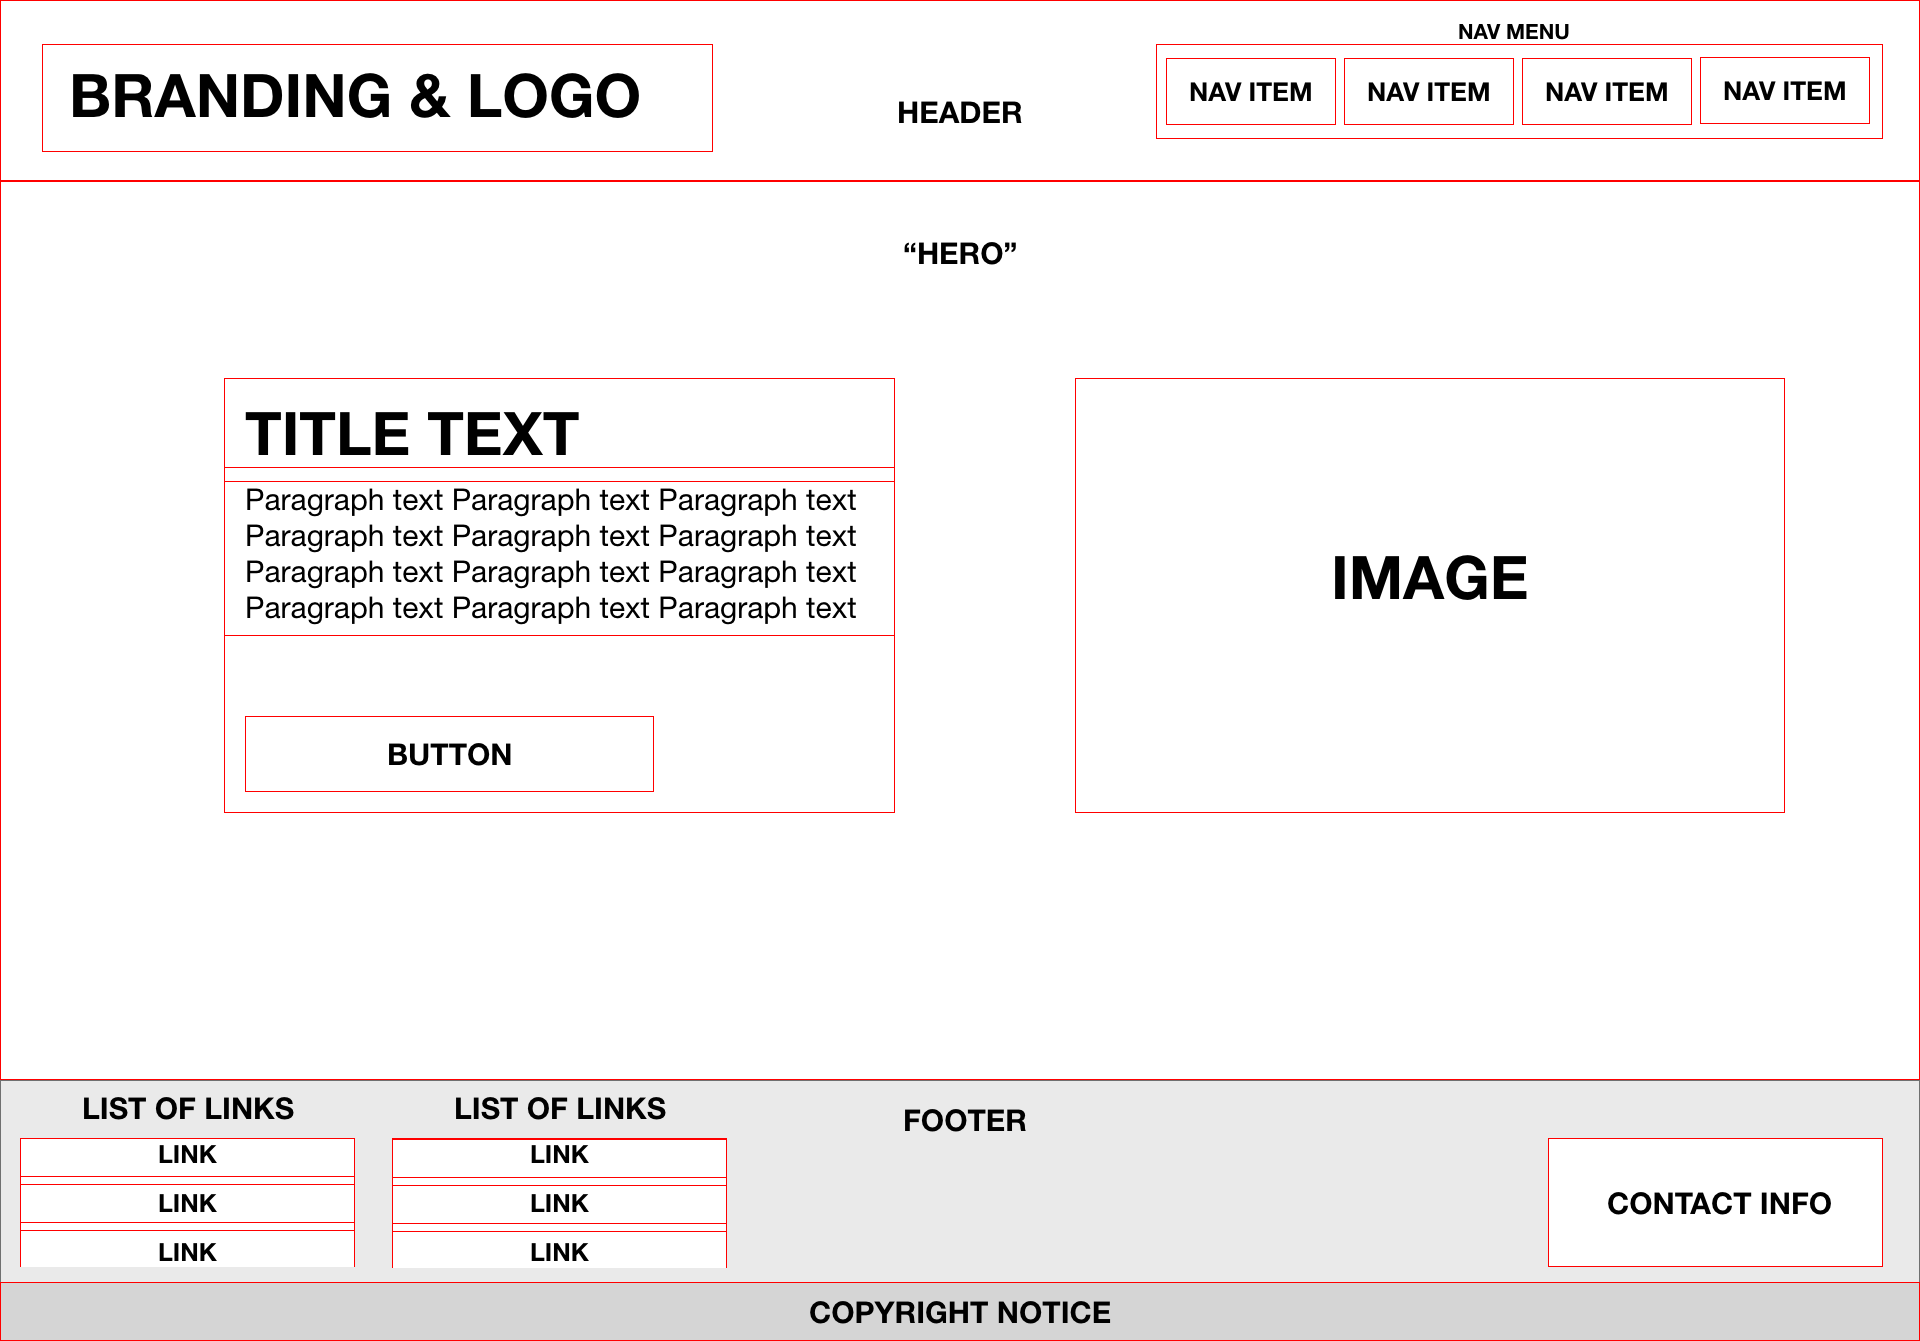 NAV MENU
BRANDING & LOGO
HEADER
NAV ITEM
NAV ITEM
NAV ITEM
NAV ITEM
“HERO”
TITLE TEXT
Paragraph text Paragraph text Paragraph text
Paragraph text Paragraph text Paragraph text
Paragraph text Paragraph text Paragraph text
Paragraph text Paragraph text Paragraph text
BUTTON
IMAGE
LIST OF LINKS
LINK
LINK
LINK
LIST OF LINKS
LINK
LINK
LINK
FOOTER
CONTACT INFO
COPYRIGHT NOTICE